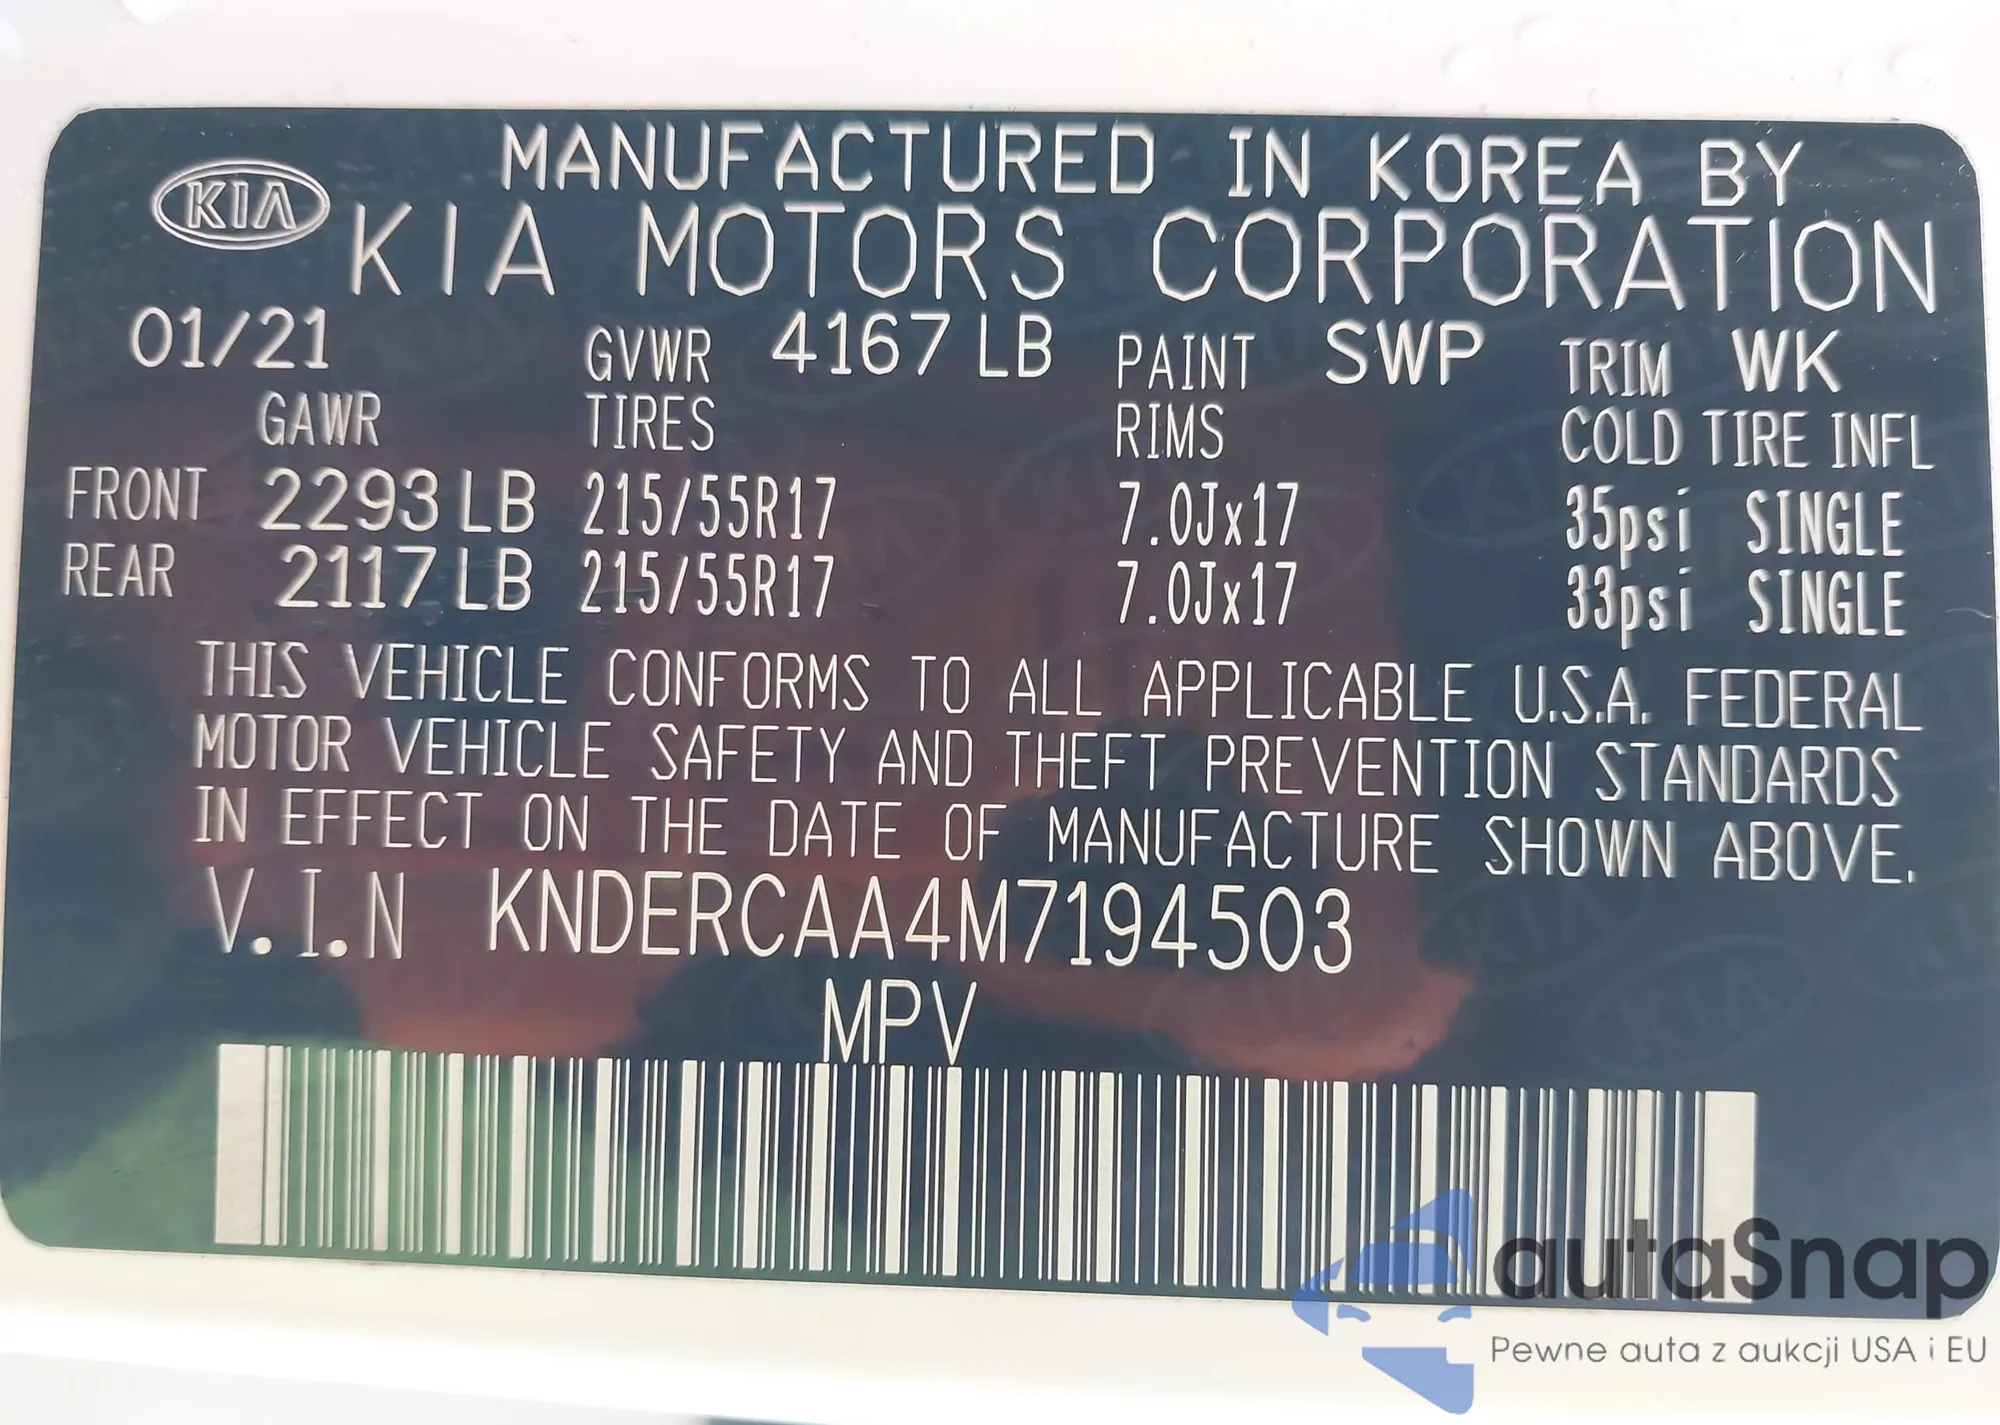 MANUFACTURED IN KOREA BY
KIA KIA MOTORS CORPORATION
01/21 GVWR 4167 LB PAINT SWP TRIM WK
GAWR TIRES RIMS COLD TIRE INFL
FRONT 2293 LB 215/55R17 7.0Jx17 35psi SINGLE
REAR 2117 LB 215/55R17 7.0Jx17 33psi SINGLE
THIS VEHICLE CONFORMS TO ALL APPLICABLE U.S.A. FEDERAL
MOTOR VEHICLE SAFETY AND THEFT PREVENTION STANDARDS
IN EFFECT ON THE DATE OF MANUFACTURE SHOWN ABOVE.
V.I.N KNDERCAA4M7194503
MPV
autaSnap
Pewne auta z aukcji USA i EU